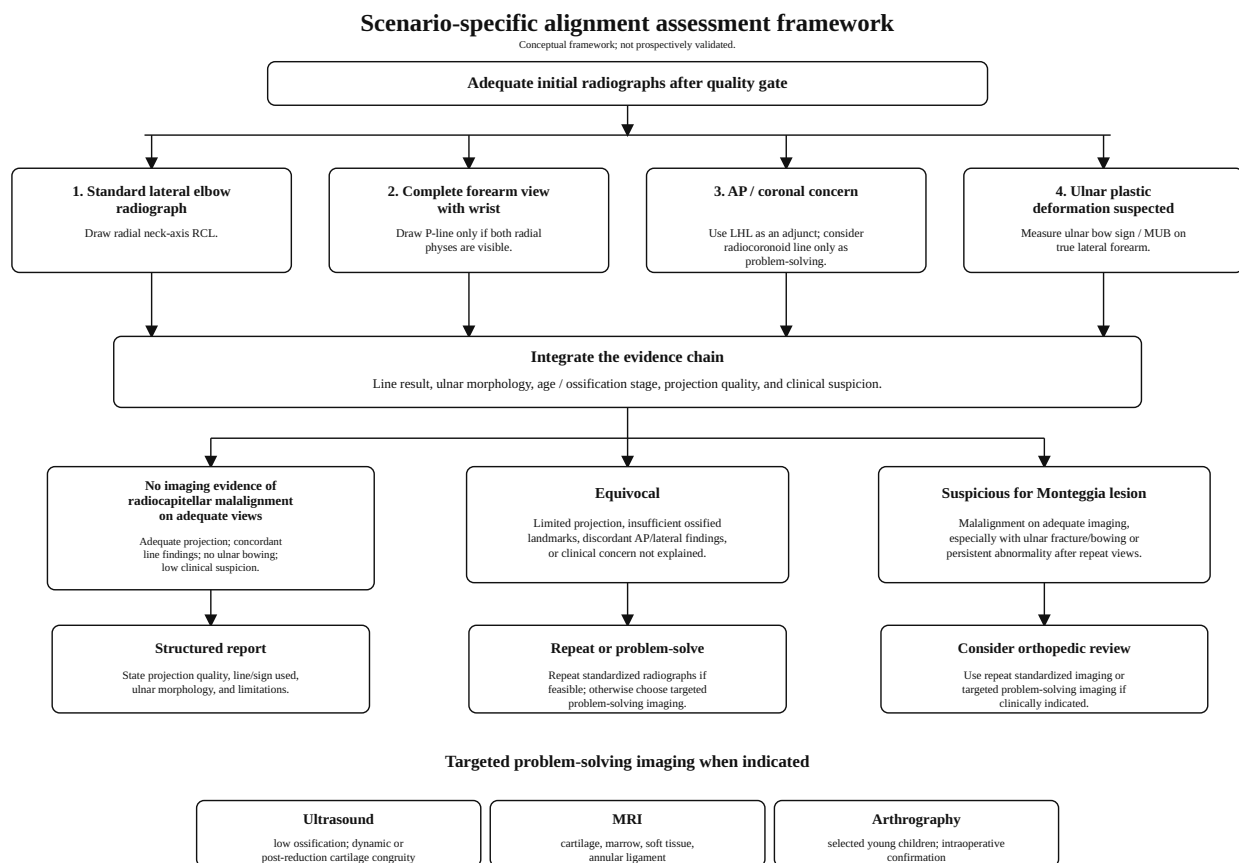 Scenario-specific alignment assessment framework
Conceptual framework; not prospectively validated.
Adequate initial radiographs after quality gate
1. Standard lateral elbow
radiograph
Draw radial neck-axis RCL.
2. Complete forearm view
with wrist
Draw P-line only if both radial
physes are visible.
3. AP / coronal concern
Use LHL as an adjunct; consider
radiocoronoid line only as
problem-solving.
4. Ulnar plastic
deformation suspected
Measure ulnar bow sign / MUB on
true lateral forearm.
Integrate the evidence chain
Line result, ulnar morphology, age / ossification stage, projection quality, and clinical suspicion.
No imaging evidence of
radiocapitellar malalignment
on adequate views
Adequate projection; concordant
line findings; no ulnar bowing;
low clinical suspicion.
Equivocal
Limited projection, insufficient ossified
landmarks, discordant AP/lateral findings,
or clinical concern not explained.
Suspicious for Monteggia lesion
Malalignment on adequate imaging,
especially with ulnar fracture/bowing or
persistent abnormality after repeat views.
Structured report
State projection quality, line/sign used,
ulnar morphology, and limitations.
Repeat or problem-solve
Repeat standardized radiographs if
feasible; otherwise choose targeted
problem-solving imaging.
Consider orthopedic review
Use repeat standardized imaging or
targeted problem-solving imaging if
clinically indicated.
Targeted problem-solving imaging when indicated
Ultrasound
low ossification; dynamic or
post-reduction cartilage congruity
MRI
cartilage, marrow, soft tissue,
annular ligament
Arthrography
selected young children; intraoperative
confirmation